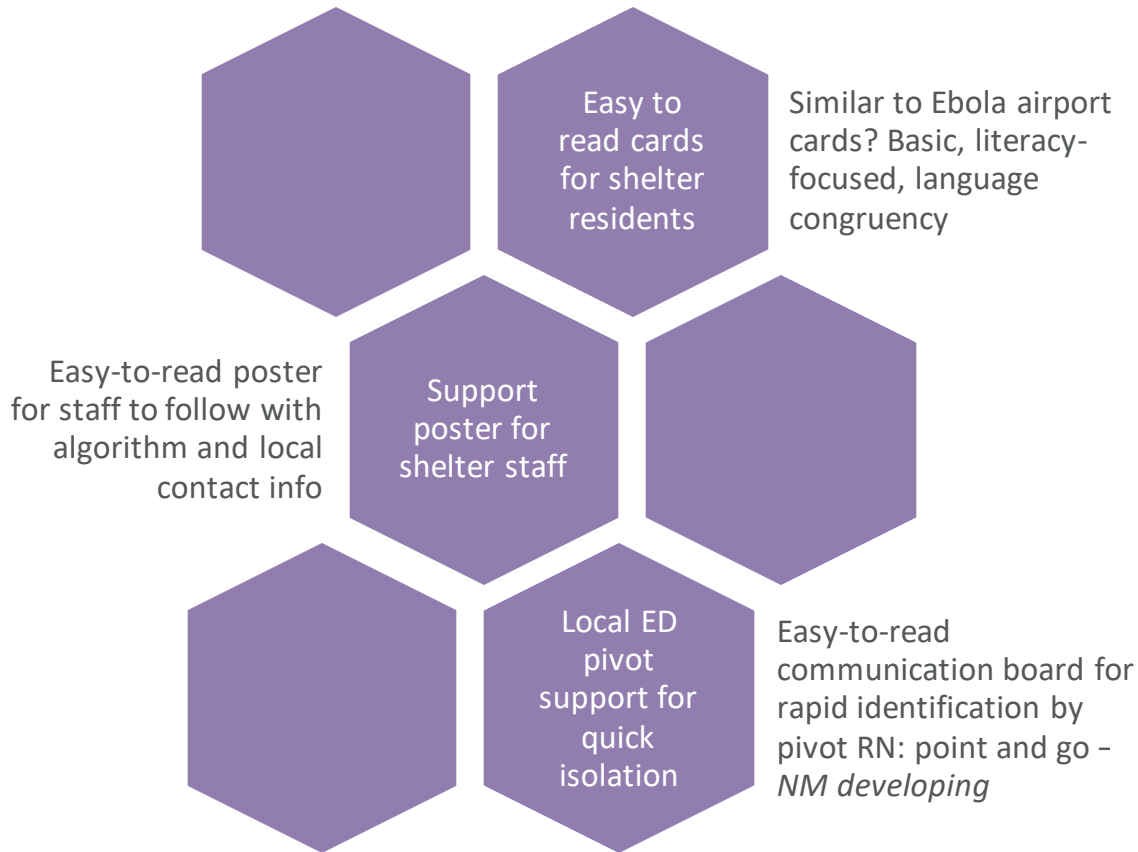 Easy to
read cards
for shelter
residents
Similar to Ebola airport
cards? Basic, literacy-
focused, language
congruency
Easy-to-read poster
for staff to follow with
algorithm and local
contact info
Support
poster for
shelter staff
Local ED
pivot
support for
quick
isolation
Easy-to-read
communication board for
rapid identification by
pivot RN: point and go –
NM developing